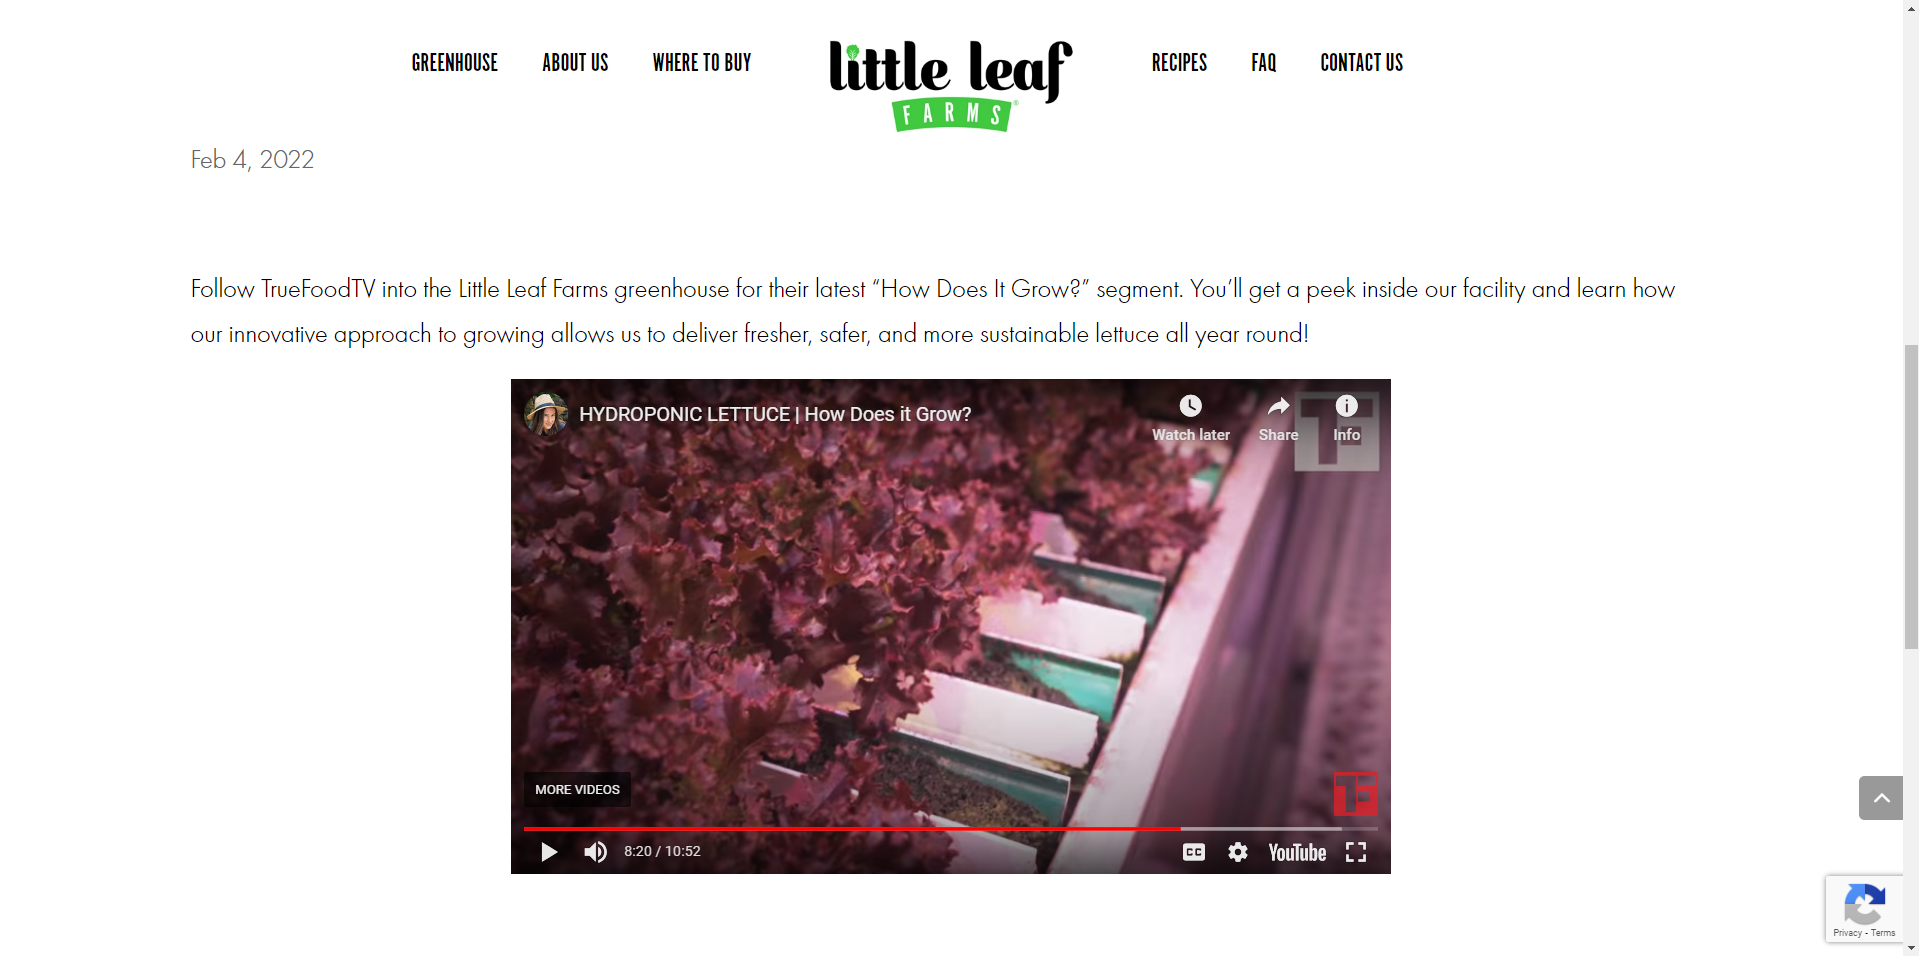 GREENHOUSE ABOUT US WHERE TO BUY little leaf FARMS® RECIPES FAQ CONTACT US
Feb 4, 2022
Follow TrueFoodTV into the Little Leaf Farms greenhouse for their latest “How Does It Grow?” segment. You’ll get a peek inside our facility and learn how
our innovative approach to growing allows us to deliver fresher, safer, and more sustainable lettuce all year round!
HYDROPONIC LETTUCE | How Does it Grow?
Watch later Share Info
TF
MORE VIDEOS
TF
8:20 / 10:52 CC YouTube
Privacy - Terms